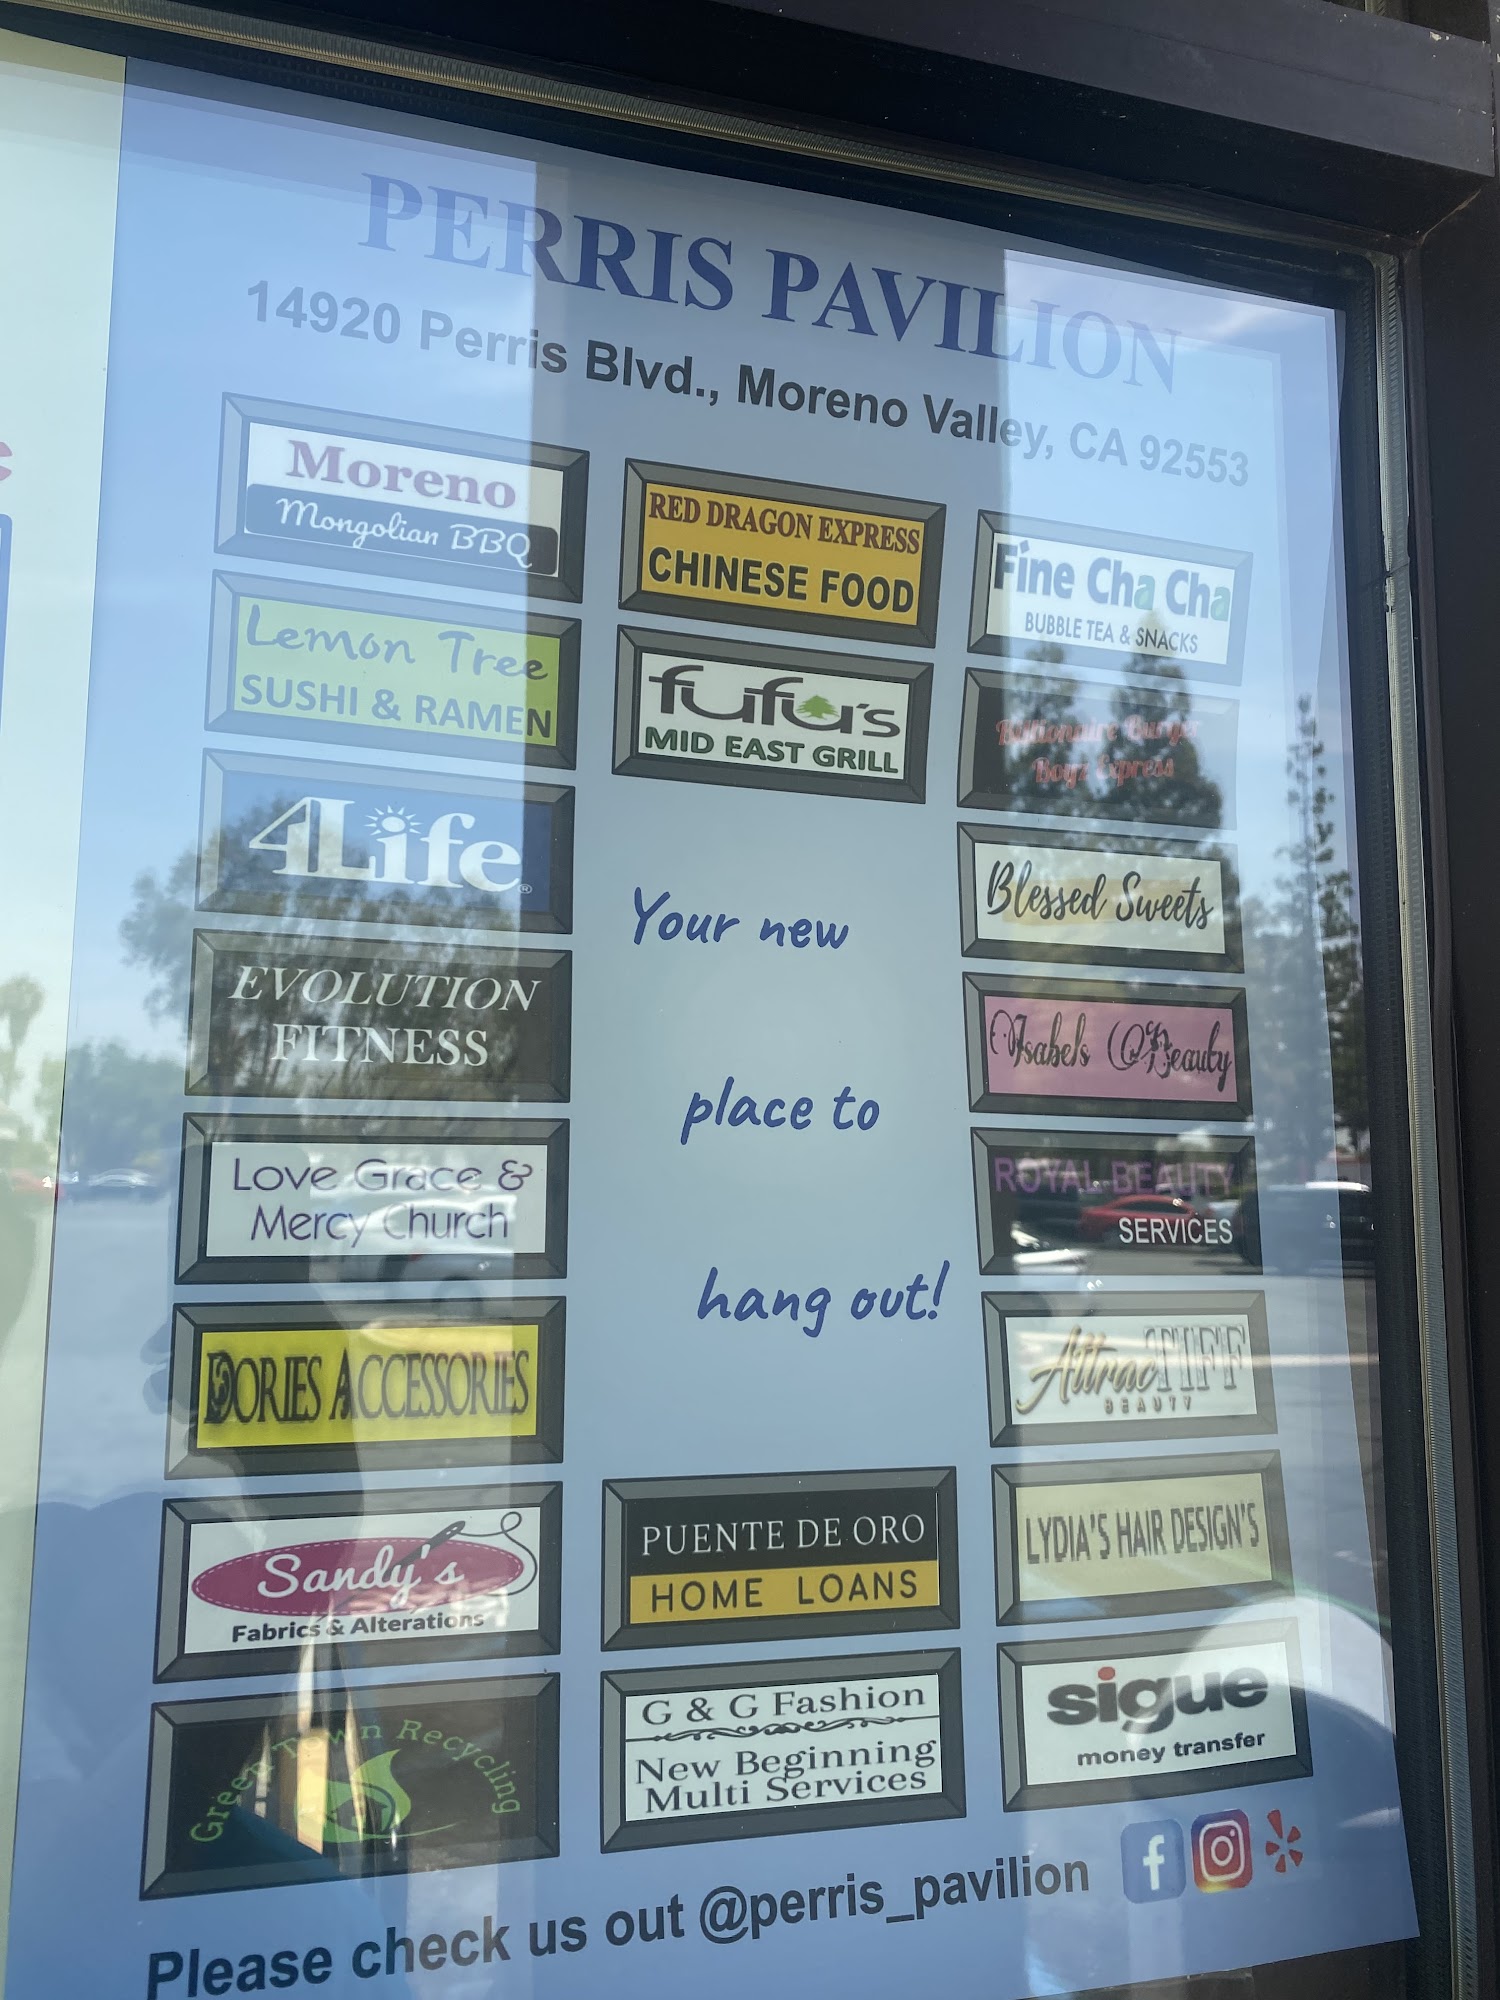 PERRIS PAVILION
14920 Perris Blvd., Moreno Valley, CA 92553
Moreno
Mongolian BBQ
RED DRAGON EXPRESS
CHINESE FOOD
Fine Cha Cha
BUBBLE TEA & SNACKS
Lemon Tree
SUSHI & RAMEN
fufu's
MID EAST GRILL
Billionaire Burger
Boyz Express
4Life®
Blessed Sweets
Your new
place to
hang out!
EVOLUTION
FITNESS
Isabels Beauty
LOVE GRACE &
MERCY CHURCH
ROYAL BEAUTY
SERVICES
DORIES ACCESSORIES
AttracTIFF
BEAUTY
Sandy's
Fabrics & Alterations
PUENTE DE ORO
HOME LOANS
LYDIA'S HAIR DESIGN'S
Green Town Recycling
G & G Fashion
New Beginning
Multi Services
sigue
money transfer
Please check us out @perris_pavilion